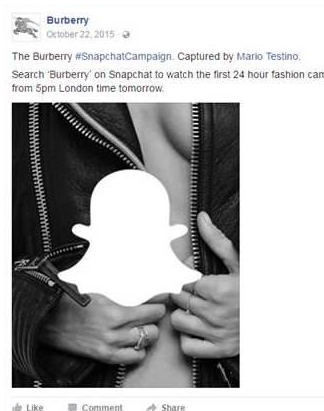 Burberry
October 22, 2015 ·
The Burberry #SnapchatCampaign. Captured by Mario Testino.
Search 'Burberry' on Snapchat to watch the first 24 hour fashion cam
from 5pm London time tomorrow.
Like Comment Share